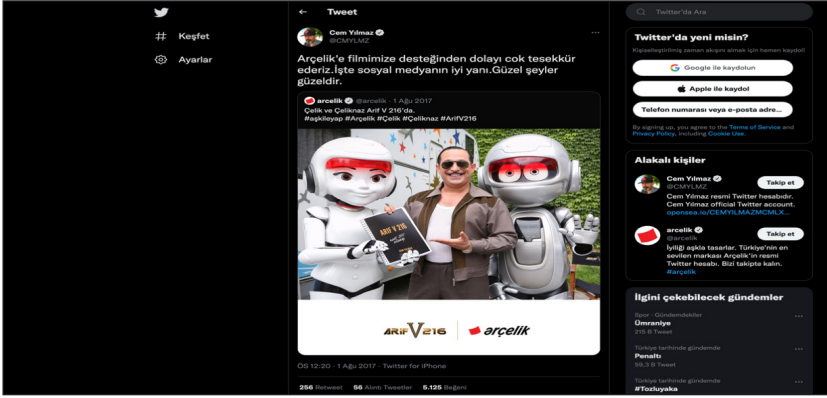 Keşfet
Ayarlar
Tweet
Cem Yılmaz
@CMYLMZ
Arçelik'e filmimize desteğinden dolayı cok tesekkür
ederiz.İşte sosyal medyanın iyi yanı.Güzel şeyler
güzeldir.
arcelik @arcelik · 1 Ağu 2017
Çelik ve Çeliknaz Arif V 216'da.
#aşkileyap #Arçelik #Çelik #Çeliknaz #ArifV216
ARİF V 216
ARİF V 216
arçelik
ÖS 12:20 · 1 Ağu 2017 · Twitter for iPhone
256 Retweet 56 Alıntı Tweetler 5.125 Beğeni
Twitter'da Ara
Twitter'da yeni misin?
Kişiselleştirilmiş zaman akışını almak için hemen kaydol!
Google ile kaydolun
Apple ile kaydol
Telefon numarası veya e-posta adre...
By signing up, you agree to the Terms of Service and
Privacy Policy, including Cookie Use.
Alakalı kişiler
Cem Yılmaz
@CMYLMZ
Takip et
Cem Yılmaz resmi Twitter hesabıdır.
Cem Yılmaz official Twitter account.
opensea.io/CEMYILMAZMCMLX...
arcelik
@arcelik
Takip et
İyiliği aşkla tasarlar. Türkiye'nin en
sevilen markası Arçelik'in resmi
Twitter hesabı. Bizi takipte kalın.
#arçelik
İlgini çekebilecek gündemler
Spor · Gündemdekiler
Ümraniye
215 B Tweet
Türkiye tarihinde gündemde
Penaltı
59,3 B Tweet
Türkiye tarihinde gündemde
#Tozluyaka